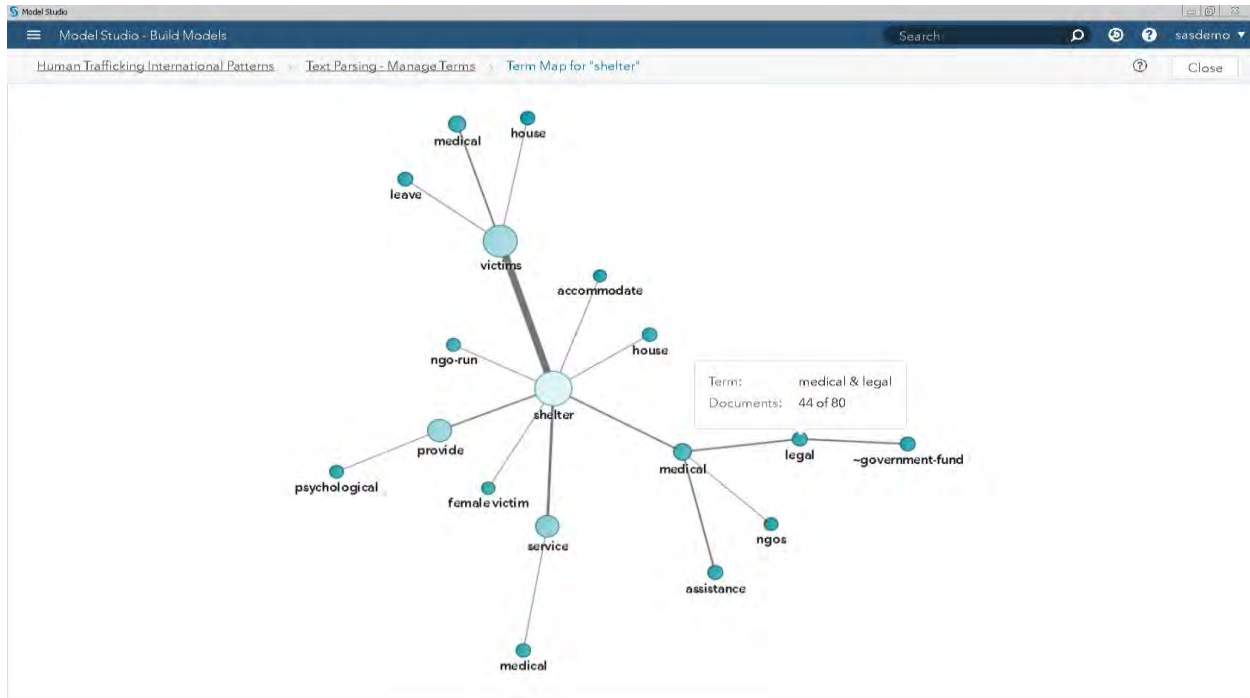 Model Studio
Model Studio - Build Models
Search
sasdemo
Human Trafficking International Patterns
Text Parsing - Manage Terms
Term Map for "shelter"
Close
medical
house
leave
victims
accommodate
ngo-run
house
Term: medical & legal
Documents: 44 of 80
shelter
provide
medical
legal
~government-fund
psychological
female victim
service
ngos
assistance
medical